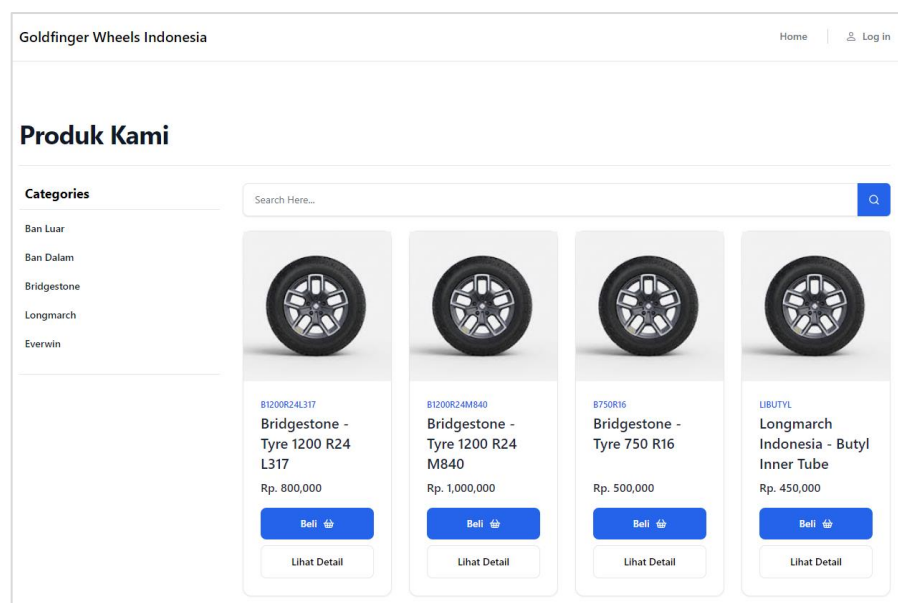 Goldfinger Wheels Indonesia
Home
Log in
Produk Kami
Categories
Ban Luar
Ban Dalam
Bridgestone
Longmarch
Everwin
Search Here...
B1200R24L317
Bridgestone -
Tyre 1200 R24
L317
Rp. 800,000
Beli
Lihat Detail
B1200R24M840
Bridgestone -
Tyre 1200 R24
M840
Rp. 1,000,000
Beli
Lihat Detail
B750R16
Bridgestone -
Tyre 750 R16
Rp. 500,000
Beli
Lihat Detail
LIBUTYL
Longmarch
Indonesia - Butyl
Inner Tube
Rp. 450,000
Beli
Lihat Detail